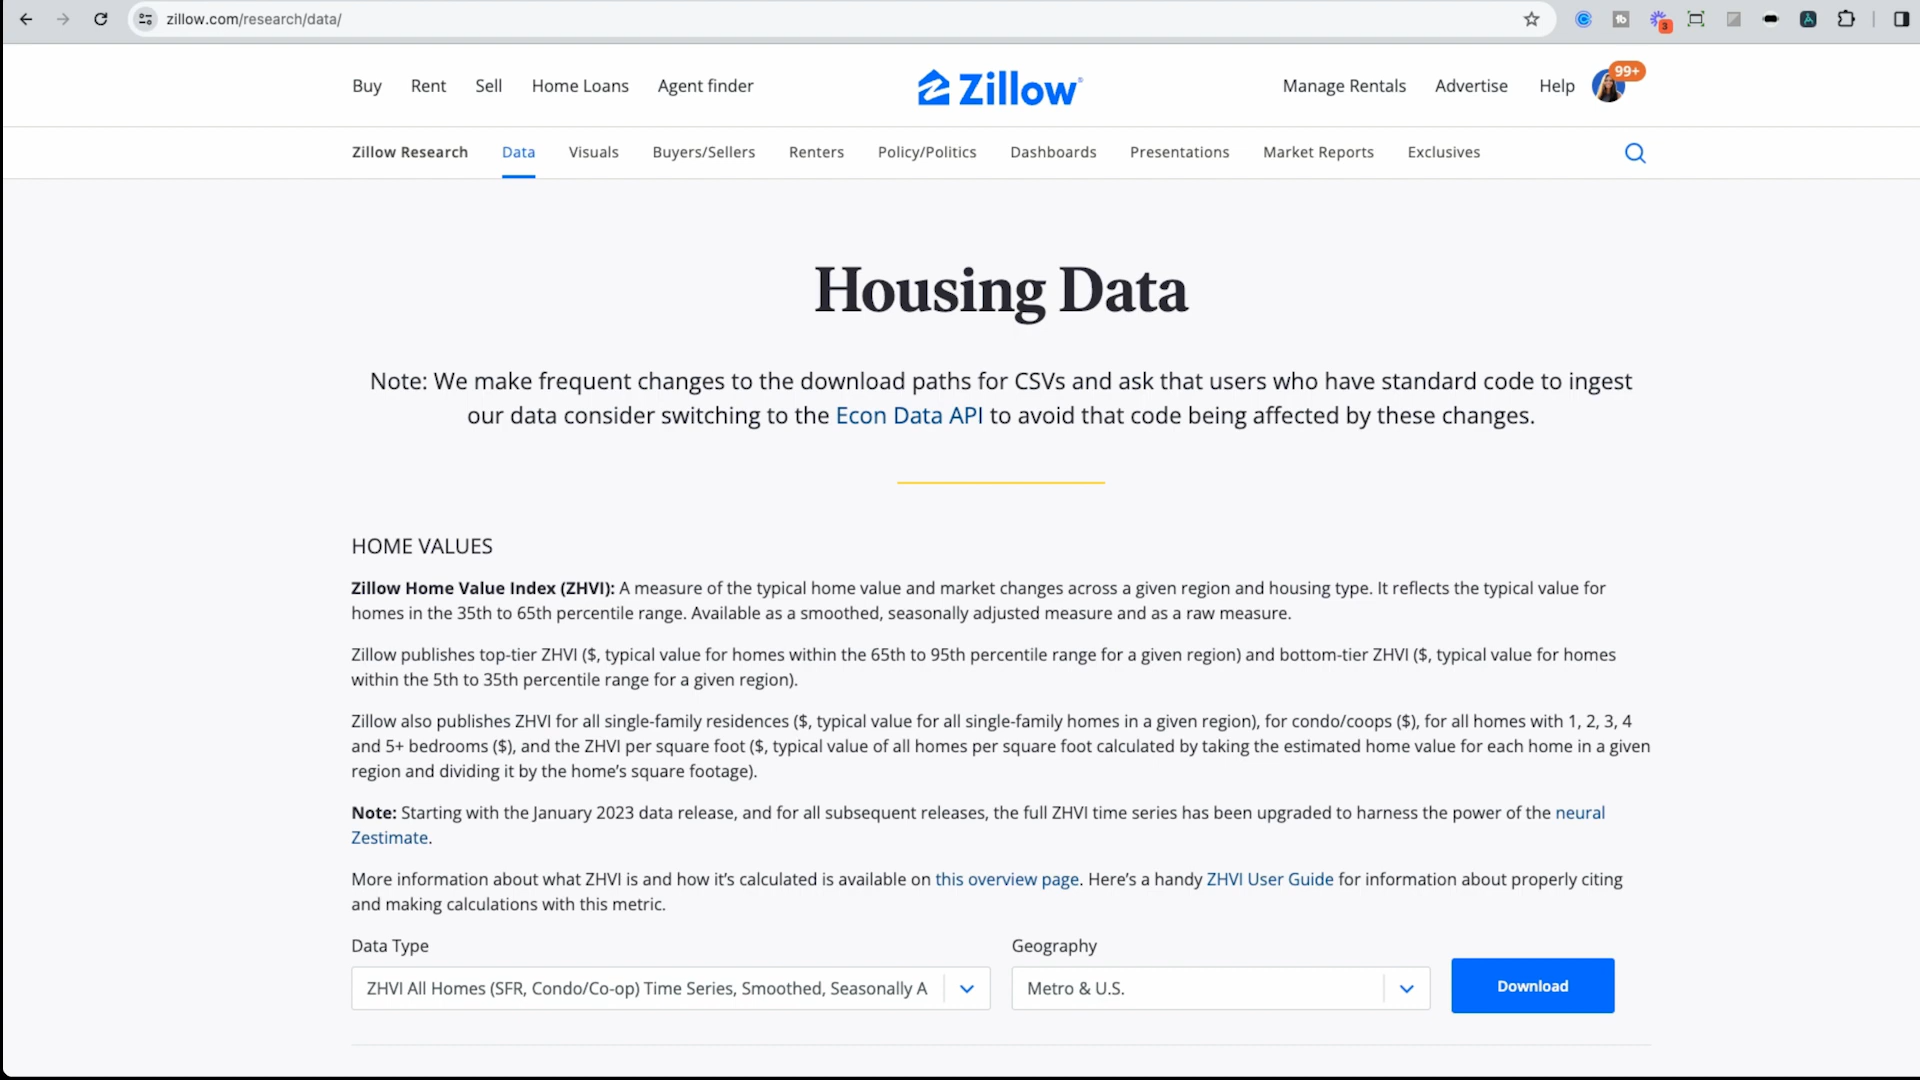 zillow.com/research/data/
3
Buy Rent Sell Home Loans Agent finder Zillow Manage Rentals Advertise Help 99+
Zillow Research Data Visuals Buyers/Sellers Renters Policy/Politics Dashboards Presentations Market Reports Exclusives
Housing Data
Note: We make frequent changes to the download paths for CSVs and ask that users who have standard code to ingest
our data consider switching to the Econ Data API to avoid that code being affected by these changes.
HOME VALUES
Zillow Home Value Index (ZHVI): A measure of the typical home value and market changes across a given region and housing type. It reflects the typical value for
homes in the 35th to 65th percentile range. Available as a smoothed, seasonally adjusted measure and as a raw measure.
Zillow publishes top-tier ZHVI ($, typical value for homes within the 65th to 95th percentile range for a given region) and bottom-tier ZHVI ($, typical value for homes
within the 5th to 35th percentile range for a given region).
Zillow also publishes ZHVI for all single-family residences ($, typical value for all single-family homes in a given region), for condo/coops ($), for all homes with 1, 2, 3, 4
and 5+ bedrooms ($), and the ZHVI per square foot ($, typical value of all homes per square foot calculated by taking the estimated home value for each home in a given
region and dividing it by the home’s square footage).
Note: Starting with the January 2023 data release, and for all subsequent releases, the full ZHVI time series has been upgraded to harness the power of the neural
Zestimate.
More information about what ZHVI is and how it’s calculated is available on this overview page. Here’s a handy ZHVI User Guide for information about properly citing
and making calculations with this metric.
Data Type Geography
ZHVI All Homes (SFR, Condo/Co-op) Time Series, Smoothed, Seasonally A Metro & U.S. Download